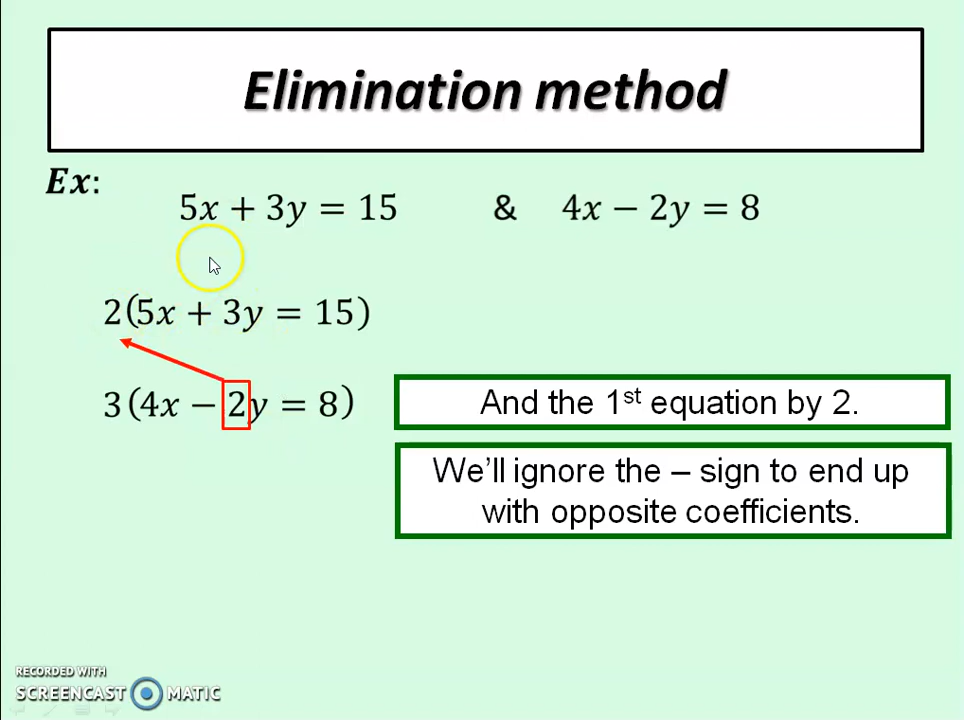 Elimination method
Ex:
5x + 3y = 15 & 4x − 2y = 8
2(5x + 3y = 15)
3(4x − 2y = 8)
And the 1st equation by 2.
We'll ignore the – sign to end up
with opposite coefficients.
RECORDED WITH
SCREENCAST MATIC